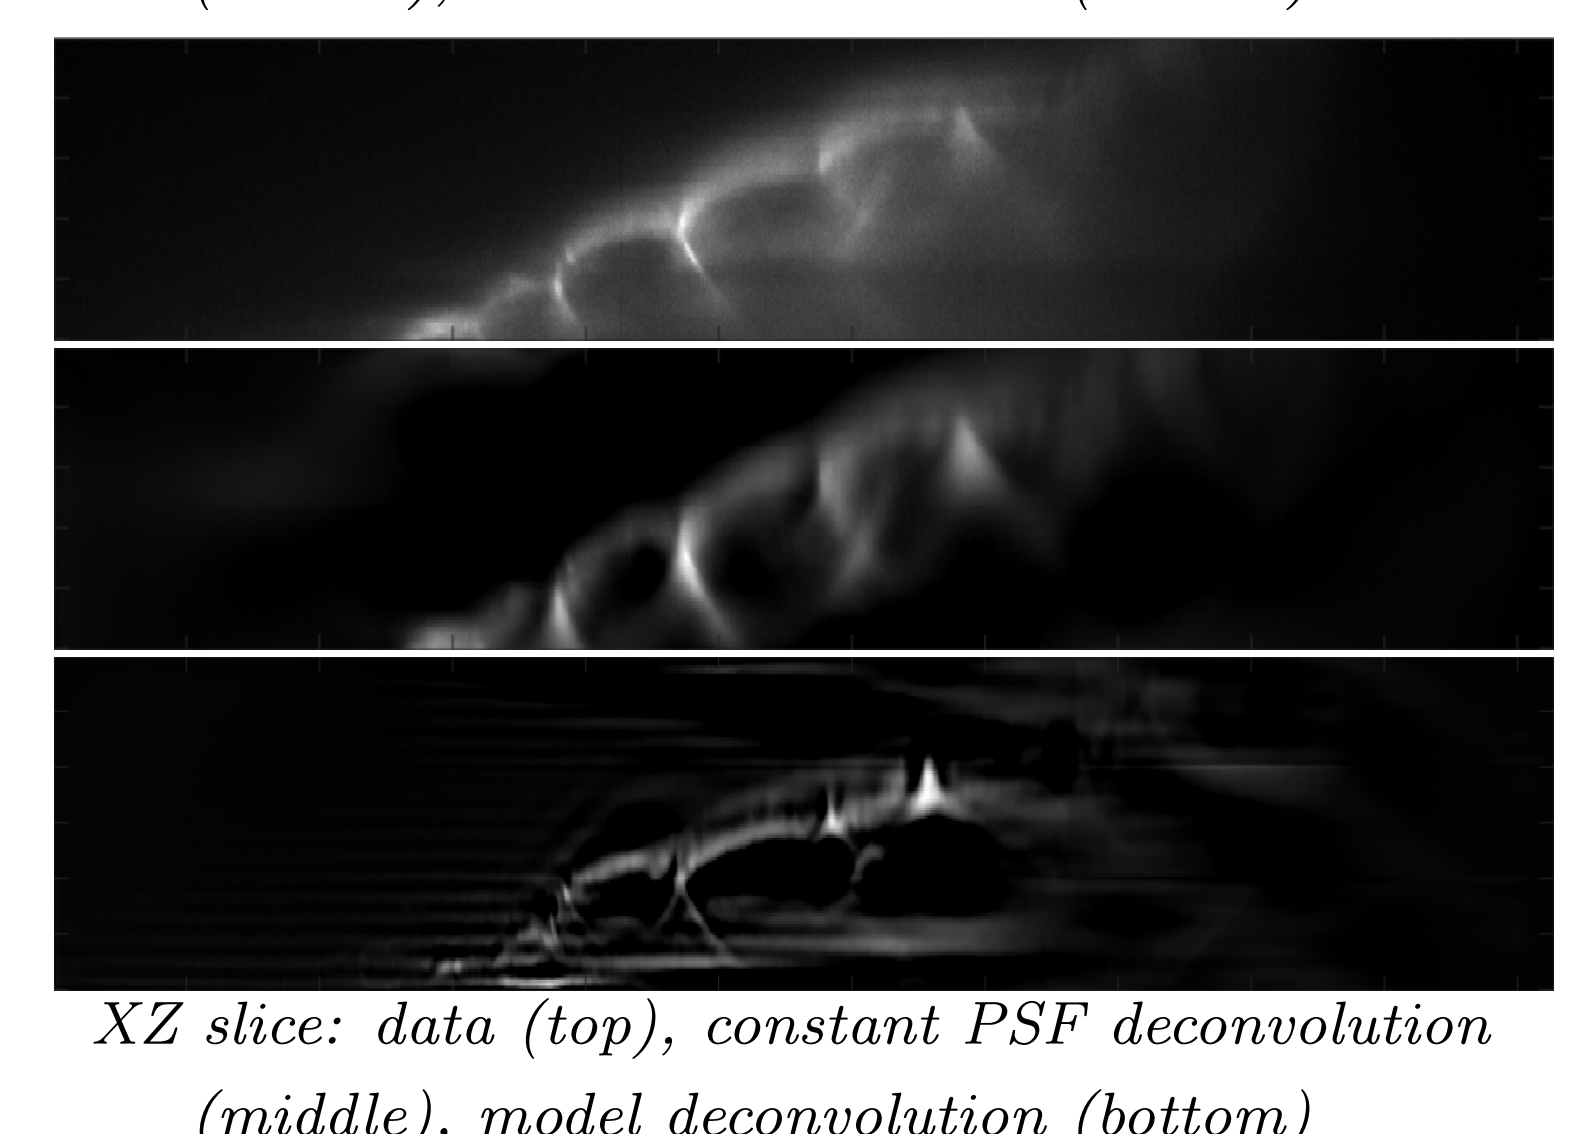 XZ slice: data (top), constant PSF deconvolution
(middle), model deconvolution (bottom)